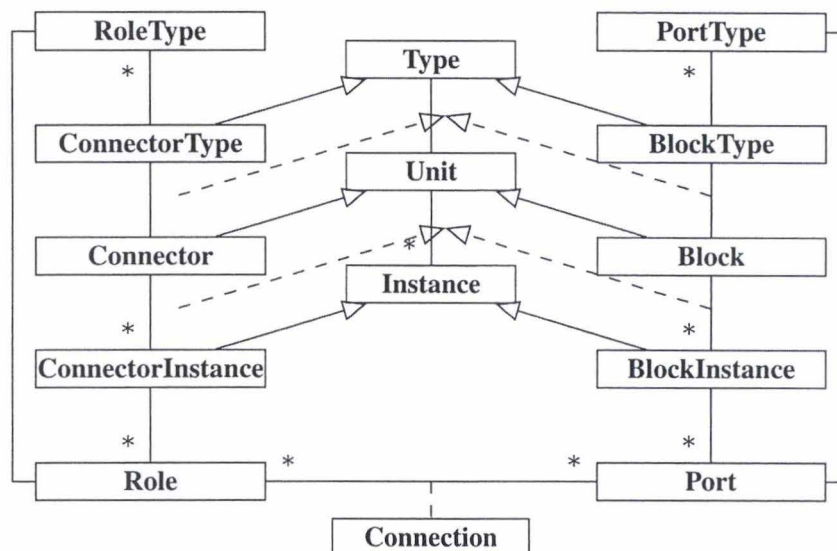 RoleType
PortType
Type
*
*
ConnectorType
BlockType
Unit
Connector
*
Block
Instance
*
*
ConnectorInstance
BlockInstance
*
*
*
*
Role
Port
Connection